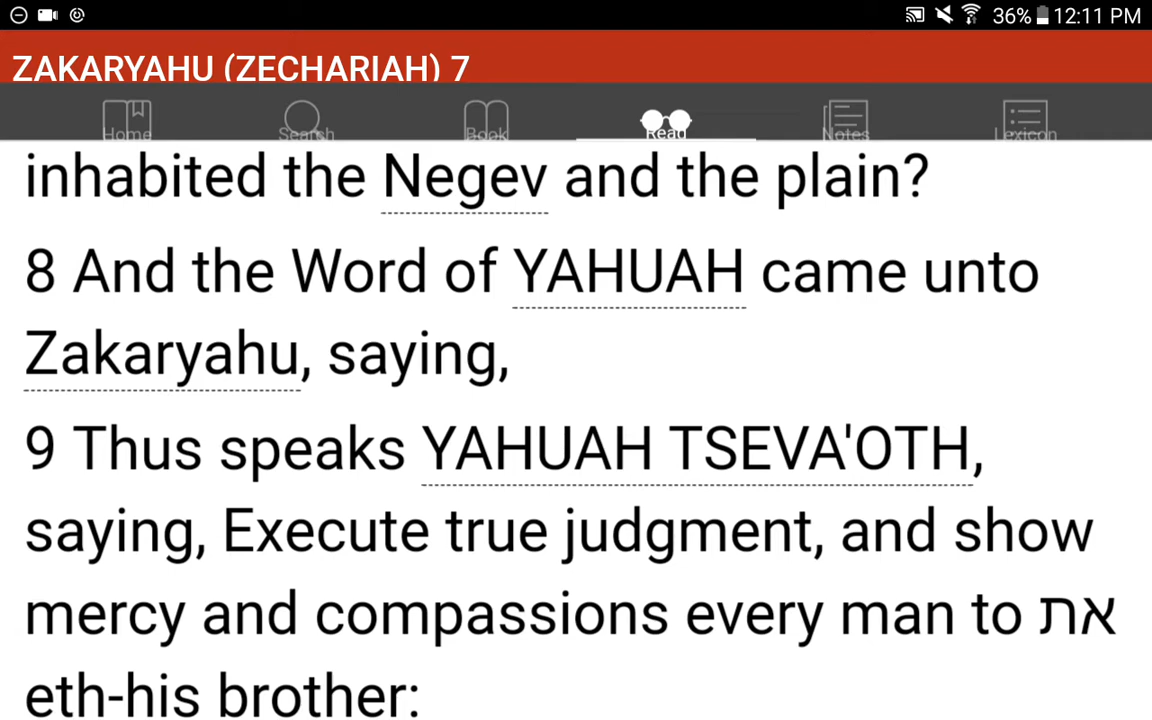 36% 12:11 PM
ZAKARYAHU (ZECHARIAH) 7
Home Search Book Read Notes Lexicon
inhabited the Negev and the plain?
8 And the Word of YAHUAH came unto
Zakaryahu, saying,
9 Thus speaks YAHUAH TSEVA'OTH,
saying, Execute true judgment, and show
mercy and compassions every man to את
eth-his brother: